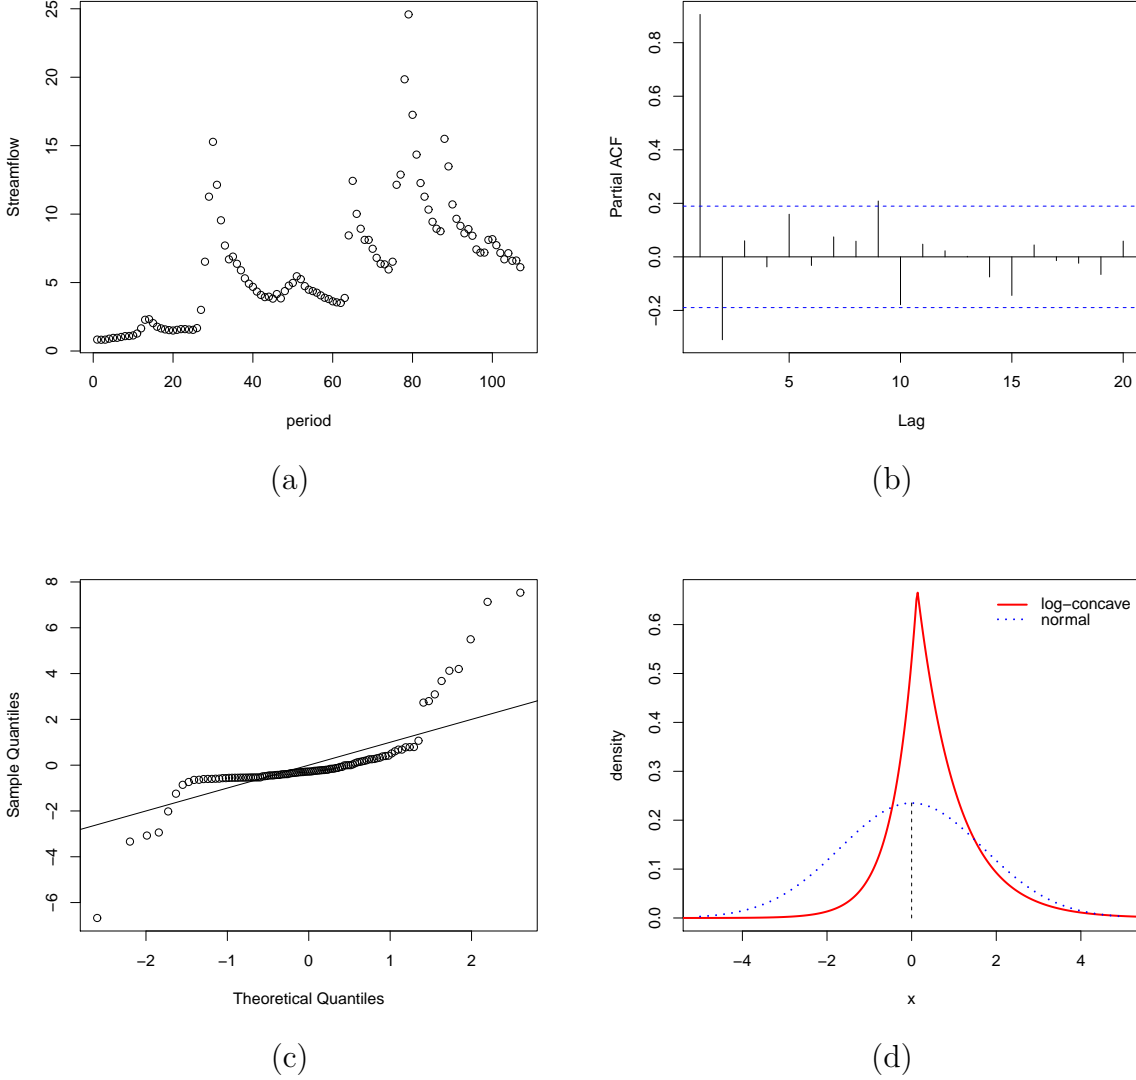 25
20
15
10
5
0
Streamflow
0 20 40 60 80 100
period
(a)
0.8
0.6
0.4
0.2
0.0
−0.2
Partial ACF
5 10 15 20
Lag
(b)
8
6
4
2
0
−2
−4
−6
Sample Quantiles
−2 −1 0 1 2
Theoretical Quantiles
(c)
log−concave
normal
0.6
0.5
0.4
0.3
0.2
0.1
0.0
density
−4 −2 0 2 4
x
(d)